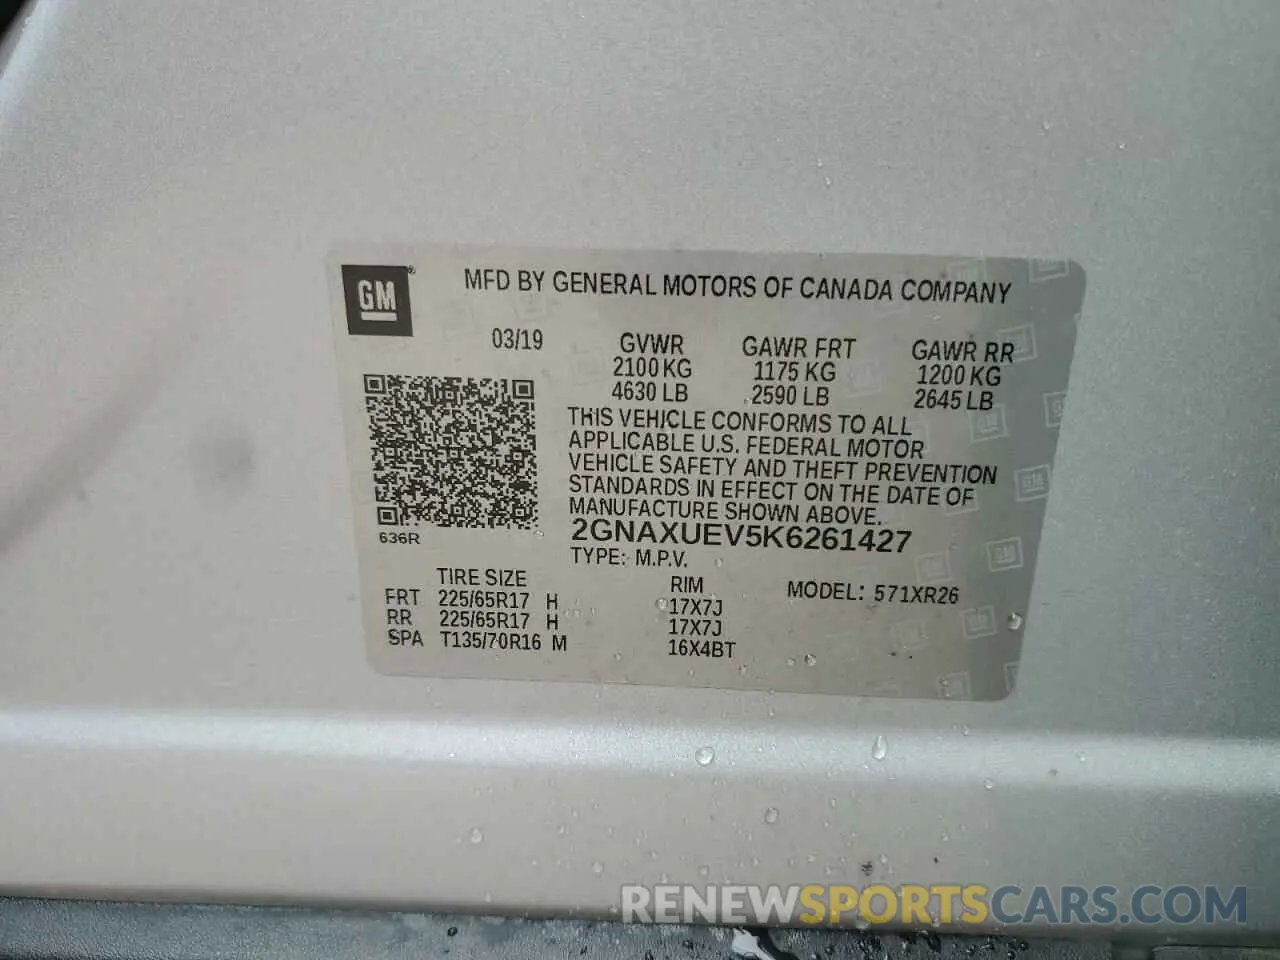 GM®
MFD BY GENERAL MOTORS OF CANADA COMPANY
03/19 GVWR GAWR FRT GAWR RR
2100 KG 1175 KG 1200 KG
4630 LB 2590 LB 2645 LB
THIS VEHICLE CONFORMS TO ALL
APPLICABLE U.S. FEDERAL MOTOR
VEHICLE SAFETY AND THEFT PREVENTION
STANDARDS IN EFFECT ON THE DATE OF
MANUFACTURE SHOWN ABOVE.
636R 2GNAXUEV5K6261427
TYPE: M.P.V.
TIRE SIZE RIM MODEL: 571XR26
FRT 225/65R17 H 17X7J
RR 225/65R17 H 17X7J
SPA T135/70R16 M 16X4BT
RENEWSPORTSCARS.COM